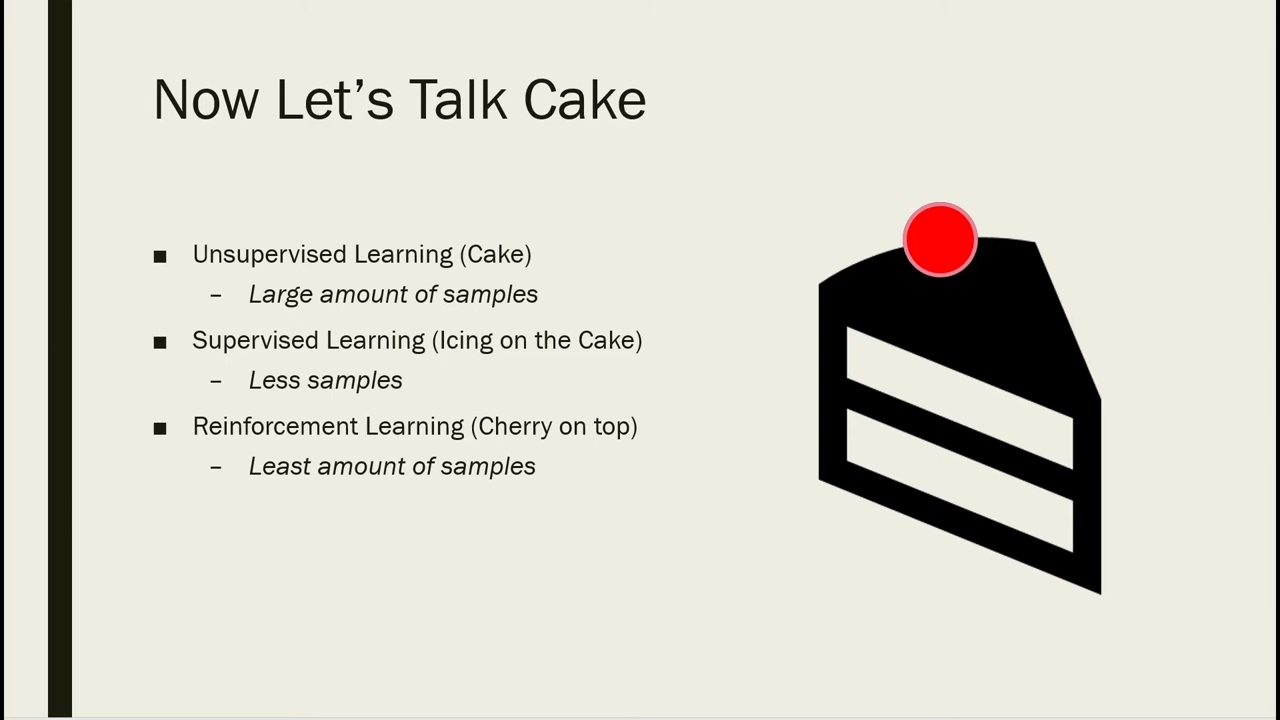 Now Let’s Talk Cake
■ Unsupervised Learning (Cake)
– Large amount of samples
■ Supervised Learning (Icing on the Cake)
– Less samples
■ Reinforcement Learning (Cherry on top)
– Least amount of samples